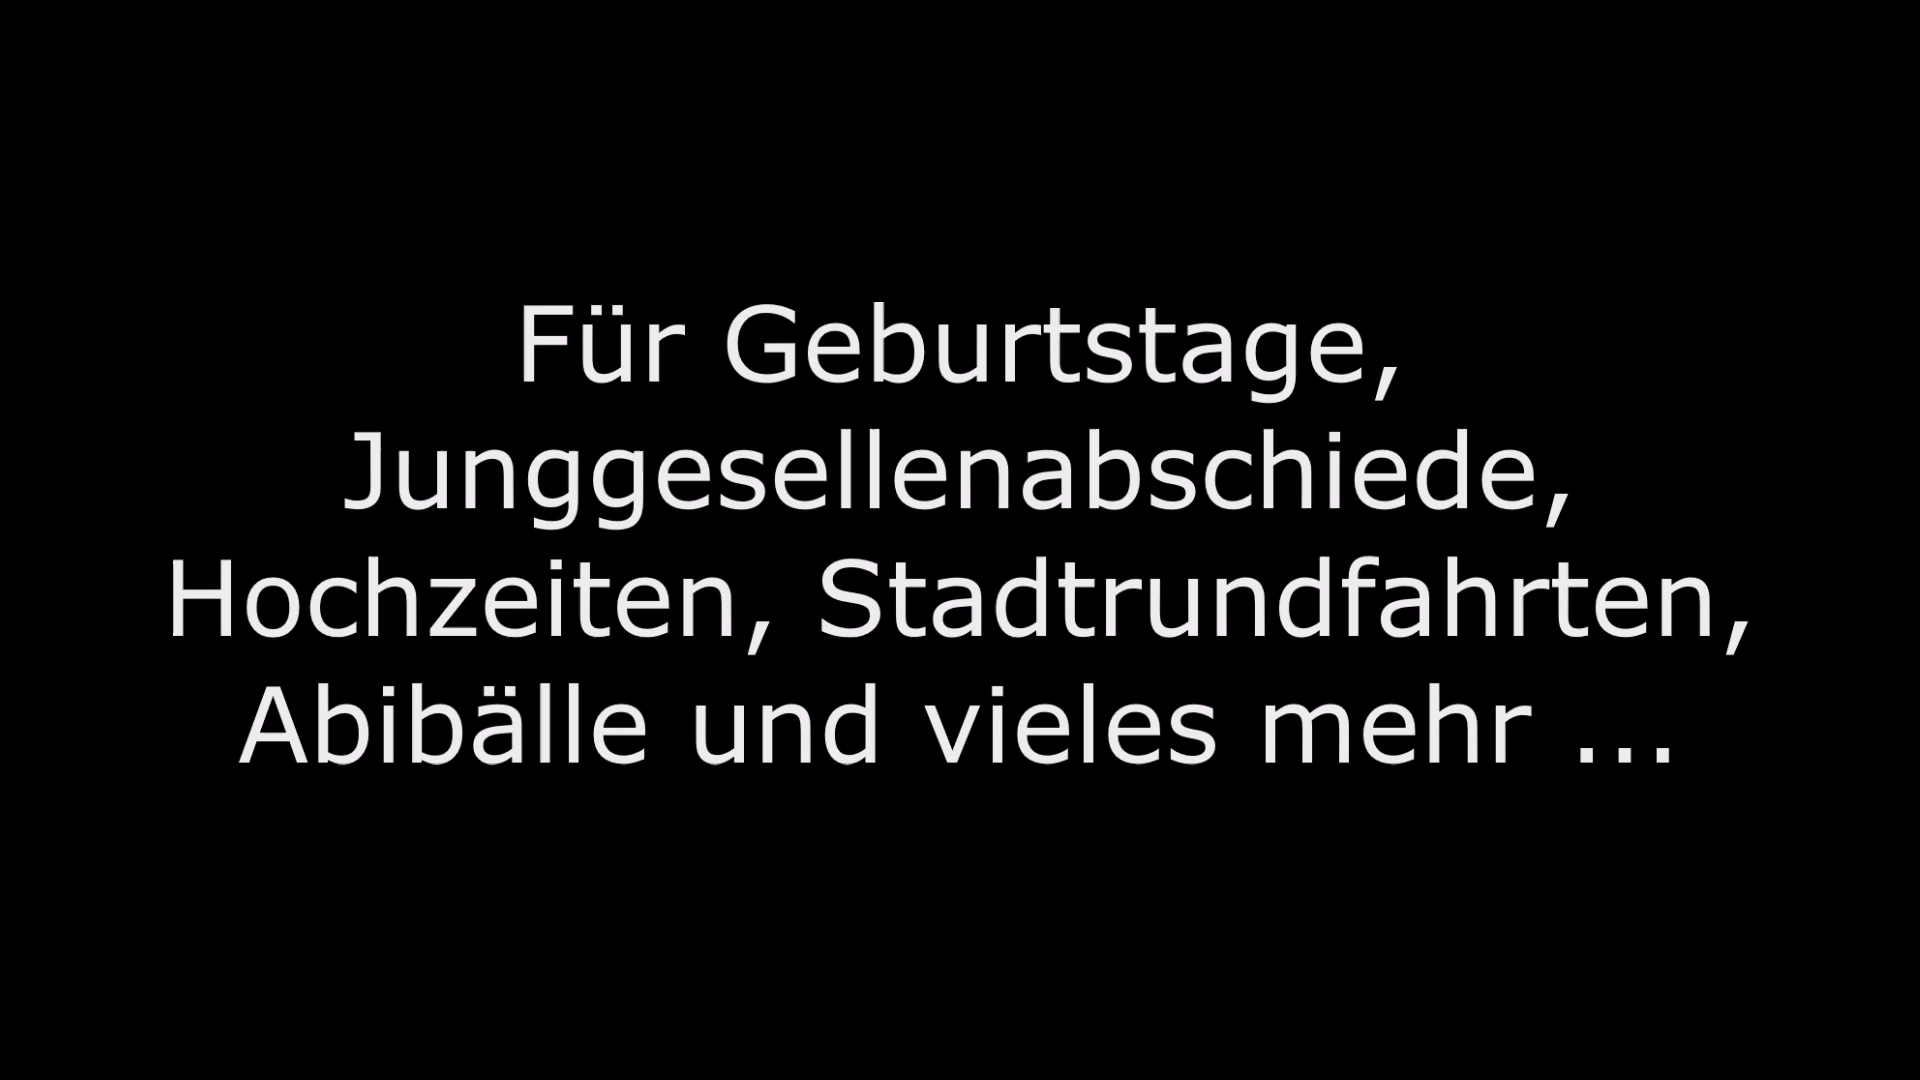 Für Geburtstage,
Junggesellenabschiede,
Hochzeiten, Stadtrundfahrten,
Abibälle und vieles mehr ...